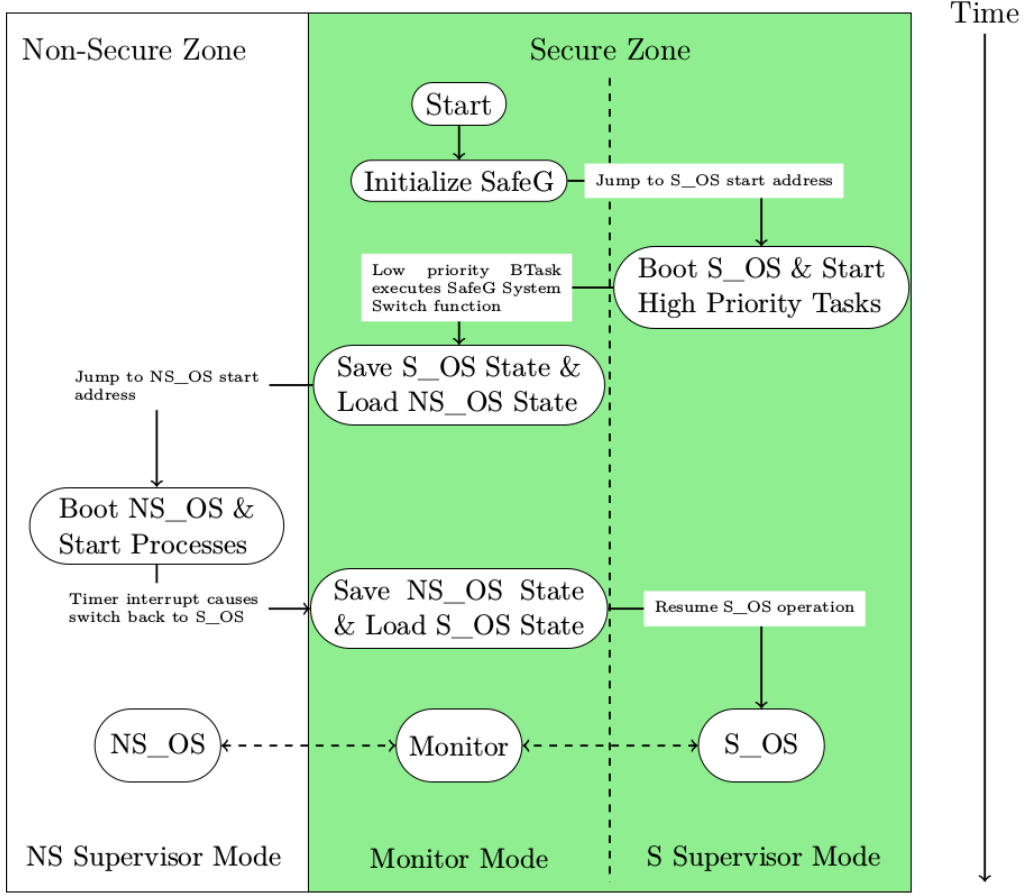 Time
Non-Secure Zone
Secure Zone
Start
Initialize SafeG
Jump to S_OS start address
Boot S_OS & Start
High Priority Tasks
Low priority BTask
executes SafeG System
Switch function
Save S_OS State &
Load NS_OS State
Jump to NS_OS start
address
Boot NS_OS &
Start Processes
Timer interrupt causes
switch back to S_OS
Save NS_OS State
& Load S_OS State
Resume S_OS operation
NS_OS
Monitor
S_OS
NS Supervisor Mode
Monitor Mode
S Supervisor Mode